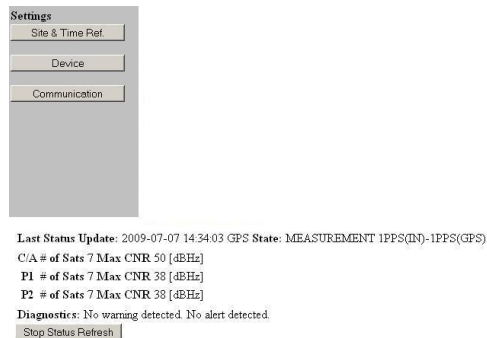 Settings
Site & Time Ref.
Device
Communication
Last Status Update: 2009-07-07 14:34:03 GPS State: MEASUREMENT 1PPS(IN)-1PPS(GPS)
C/A # of Sats 7 Max CNR 50 [dBHz]
P1 # of Sats 7 Max CNR 38 [dBHz]
P2 # of Sats 7 Max CNR 38 [dBHz]
Diagnostics: No warning detected. No alert detected.
Stop Status Refresh